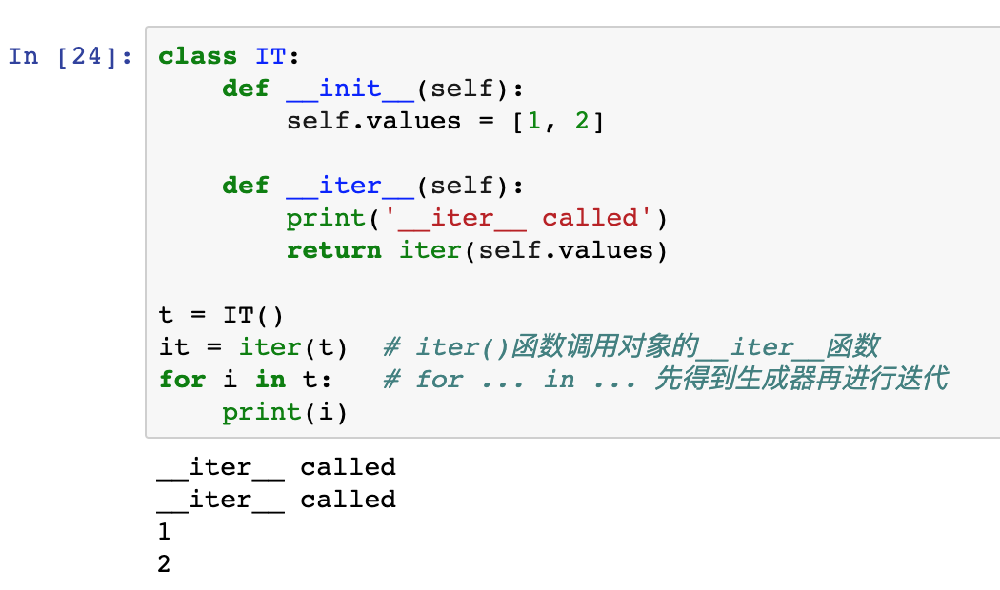 In [24]: class IT:
    def __init__(self):
        self.values = [1, 2]
    def __iter__(self):
        print('__iter__ called')
        return iter(self.values)
t = IT()
it = iter(t)  # iter()函数调用对象的__iter__函数
for i in t:   # for ... in ... 先得到生成器再进行迭代
    print(i)
__iter__ called
__iter__ called
1
2